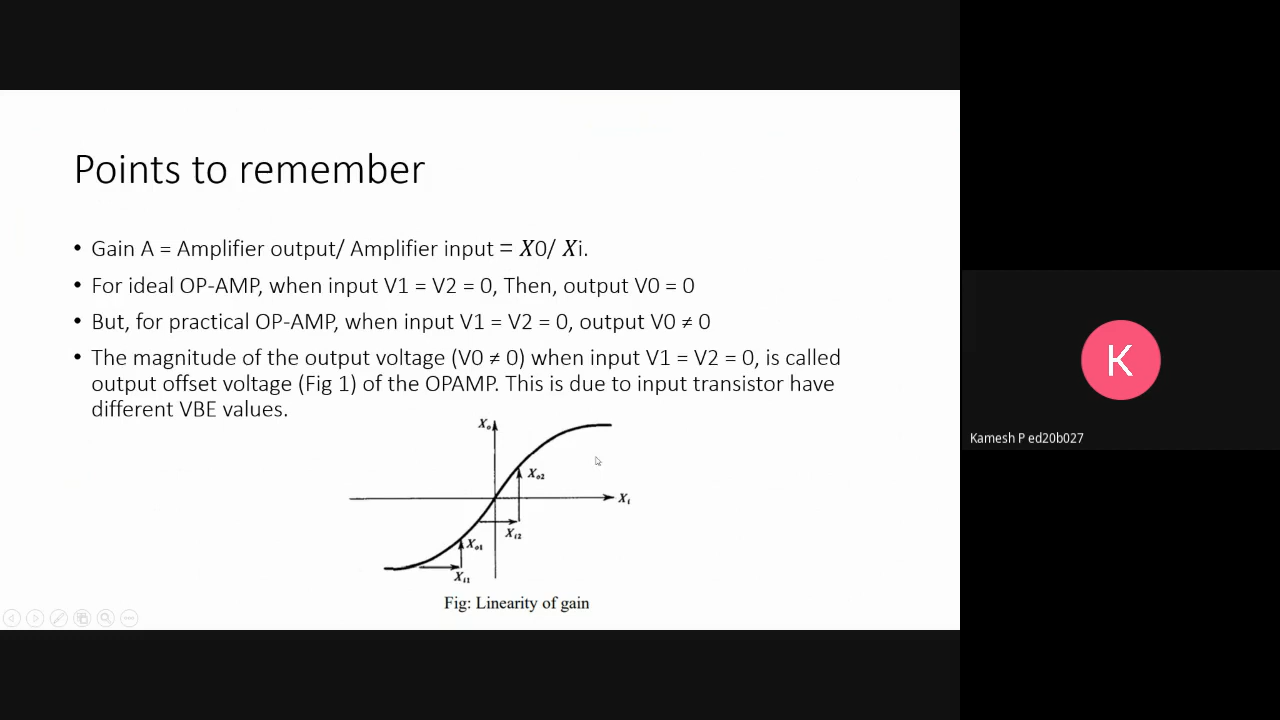 Points to remember
• Gain A = Amplifier output/ Amplifier input = X0/ Xi.
• For ideal OP-AMP, when input V1 = V2 = 0, Then, output V0 = 0
• But, for practical OP-AMP, when input V1 = V2 = 0, output V0 ≠ 0
• The magnitude of the output voltage (V0 ≠ 0) when input V1 = V2 = 0, is called
output offset voltage (Fig 1) of the OPAMP. This is due to input transistor have
different VBE values.
Xo
Xo2
Xi
Xi2
Xo1
Xi1
Fig: Linearity of gain
K
Kamesh P ed20b027